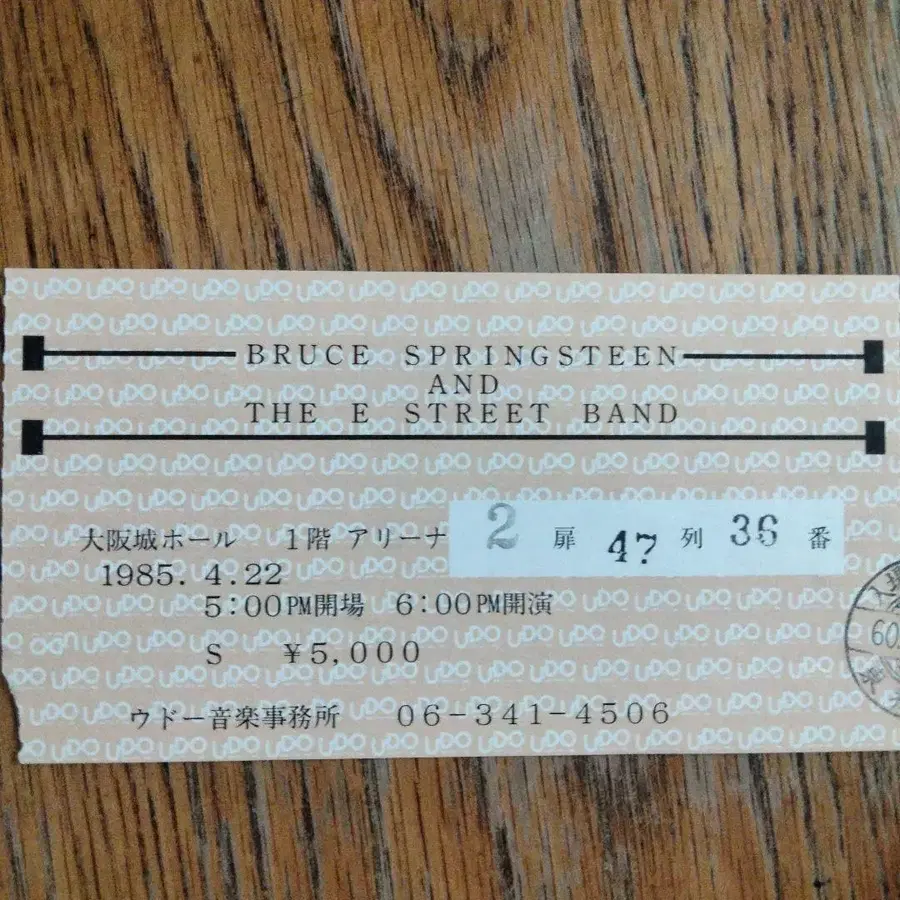 BRUCE SPRINGSTEEN
AND
THE E STREET BAND
大阪城ホール 1階 アリーナ 2 扉 47 列 36 番
1985. 4.22
5:00PM開場 6:00PM開演
S ¥5,000
ウドー音楽事務所 06-341-4506
UDO
60